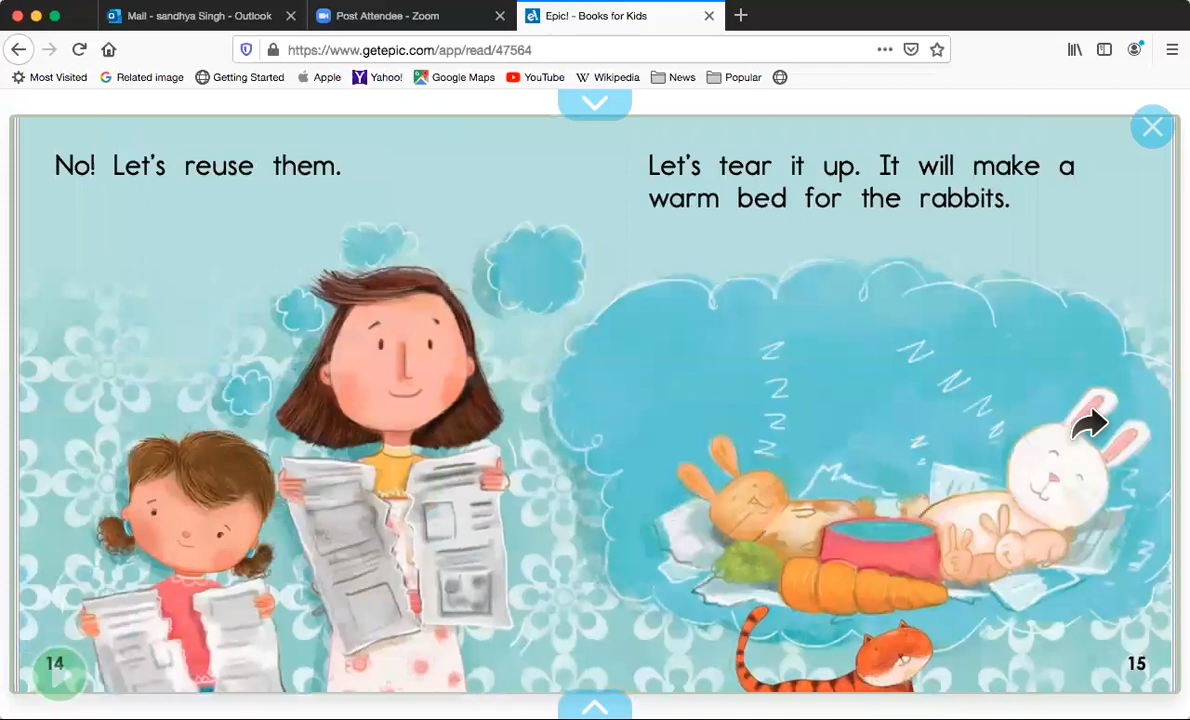 Mail - sandhya Singh - Outlook
Post Attendee - Zoom
Epic! - Books for Kids
https://www.getepic.com/app/read/47564
Most Visited
Related image
Getting Started
Apple
Yahoo!
Google Maps
YouTube
Wikipedia
News
Popular
No! Let's reuse them.
Let's tear it up. It will make a
warm bed for the rabbits.
z
z
z
z
z
z
z
z
z
z
14
15